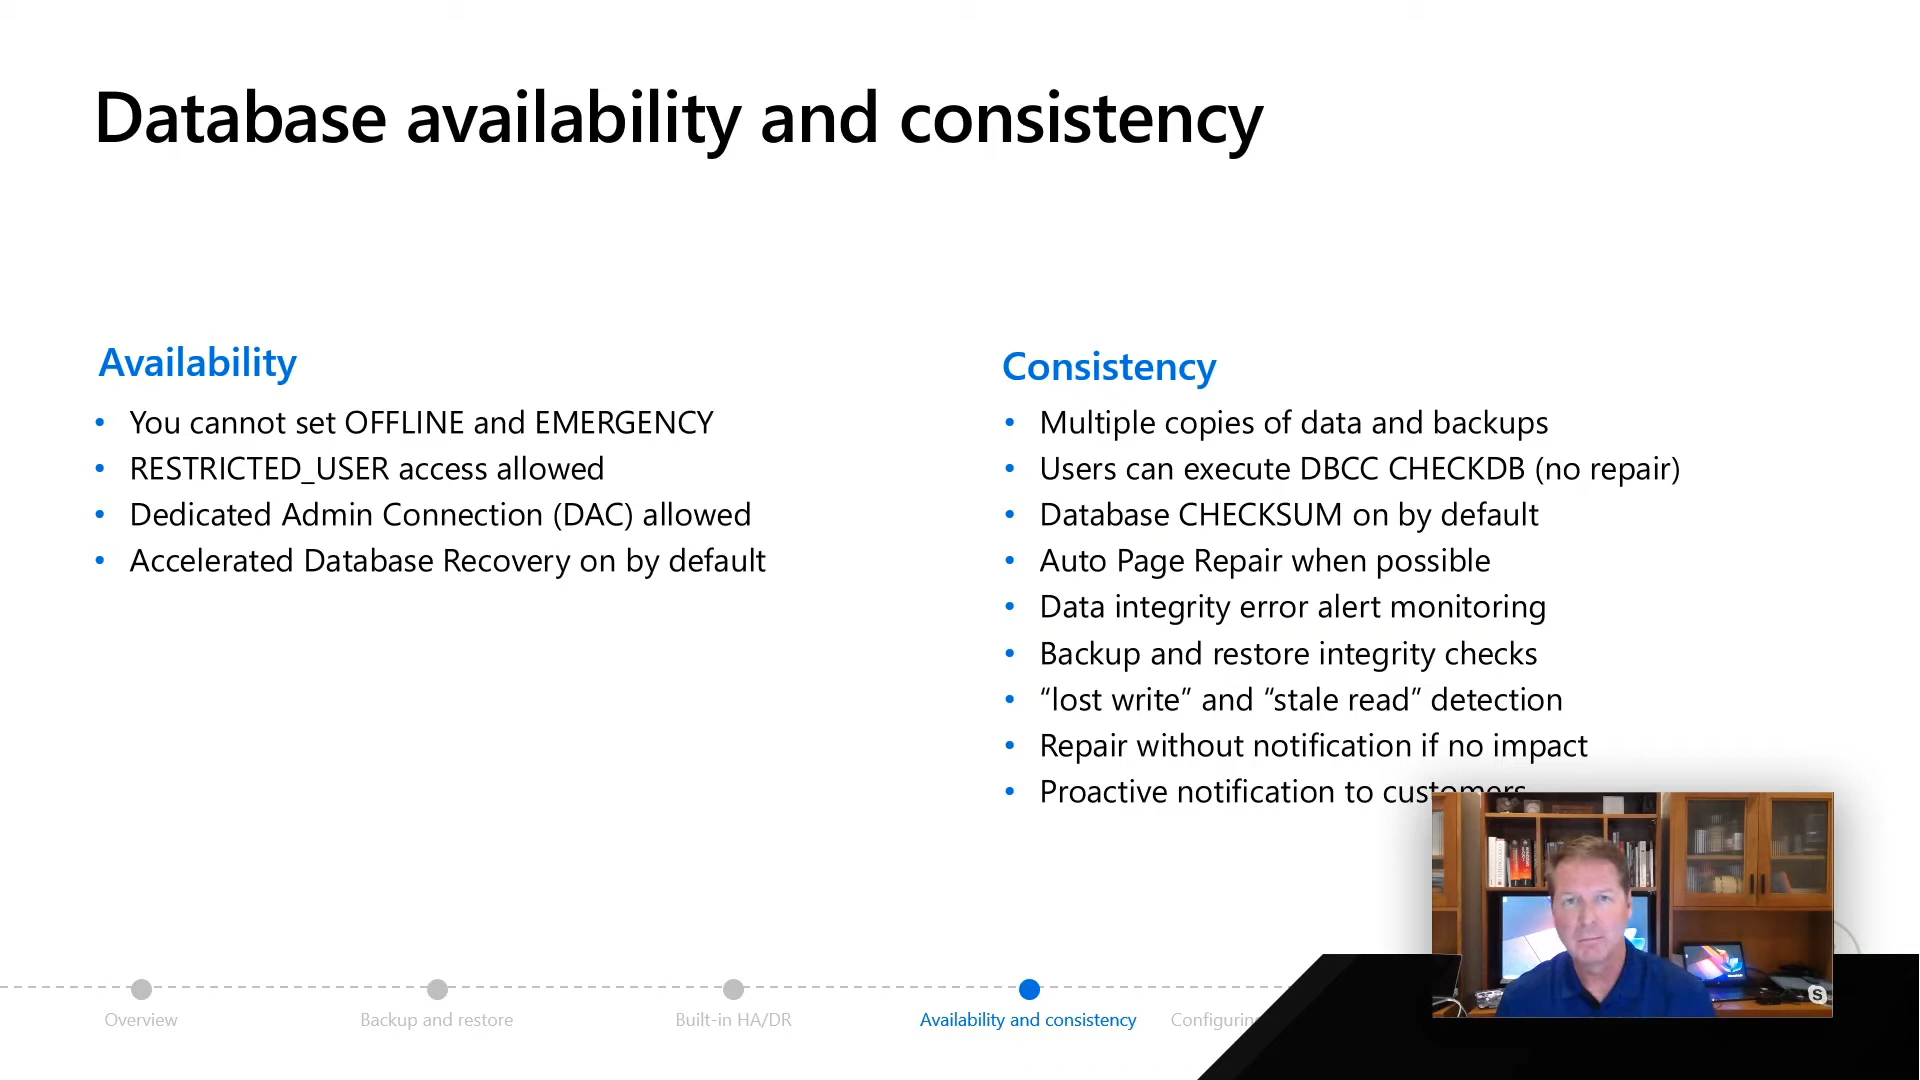 Database availability and consistency
Availability
• You cannot set OFFLINE and EMERGENCY
• RESTRICTED_USER access allowed
• Dedicated Admin Connection (DAC) allowed
• Accelerated Database Recovery on by default
Consistency
• Multiple copies of data and backups
• Users can execute DBCC CHECKDB (no repair)
• Database CHECKSUM on by default
• Auto Page Repair when possible
• Data integrity error alert monitoring
• Backup and restore integrity checks
• “lost write” and “stale read” detection
• Repair without notification if no impact
• Proactive notification to customers
Overview
Backup and restore
Built-in HA/DR
Availability and consistency
Configurin